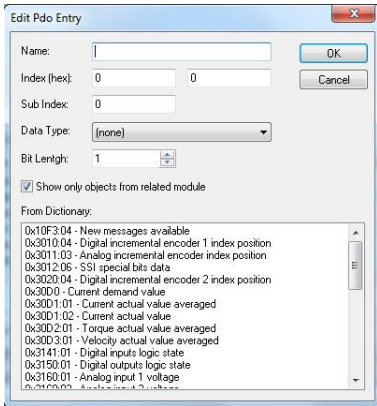 Edit Pdo Entry
Name:
OK
Index (hex): 0 0
Cancel
Sub Index: 0
Data Type: (none)
Bit Lentgh: 1
Show only objects from related module
From Dictionary:
0x10F3:04 - New messages available
0x3010:04 - Digital incremental encoder 1 index position
0x3011:03 - Analog incremental encoder index position
0x3012:06 - SSI special bits data
0x3020:04 - Digital incremental encoder 2 index position
0x30D0 - Current demand value
0x30D1:01 - Current actual value averaged
0x30D1:02 - Current actual value
0x30D2:01 - Torque actual value averaged
0x30D3:01 - Velocity actual value averaged
0x3141:01 - Digital inputs logic state
0x3150:01 - Digital outputs logic state
0x3160:01 - Analog input 1 voltage